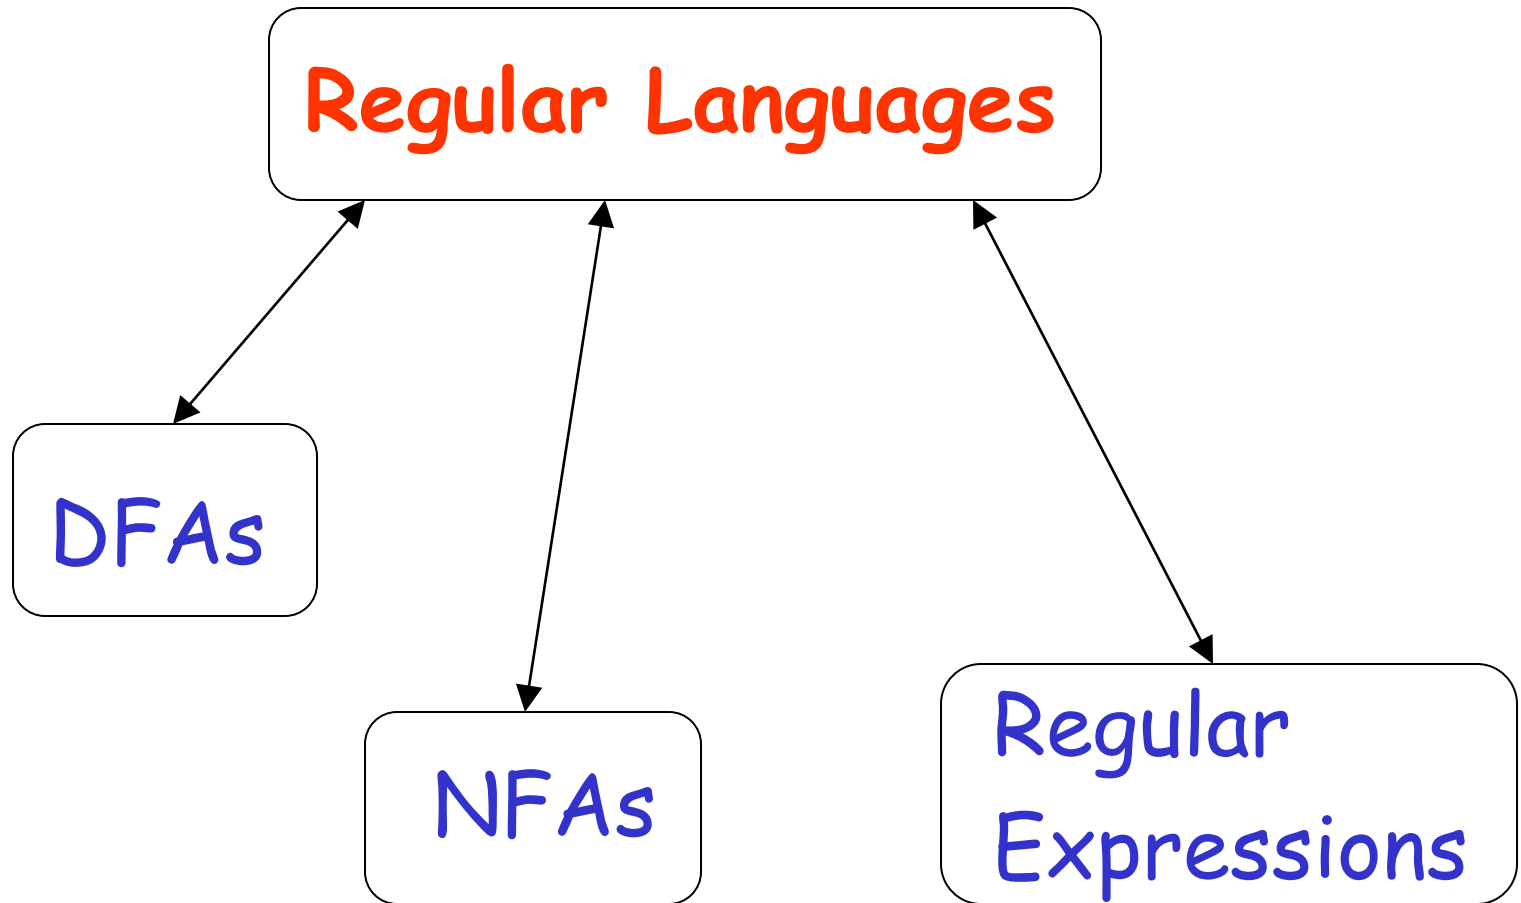 Regular Languages
DFAs
NFAs
Regular
Expressions